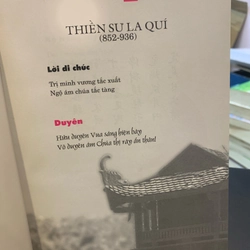 THIỀN SƯ LA QUÍ
(852-936)
Lời di chúc
Trị minh vương tắc xuất
Ngộ ám chúa tắc tàng
Duyên
Hữu duyên Vua sáng hiện bày
Vô duyên ám Chúa thì rày ẩn thân!